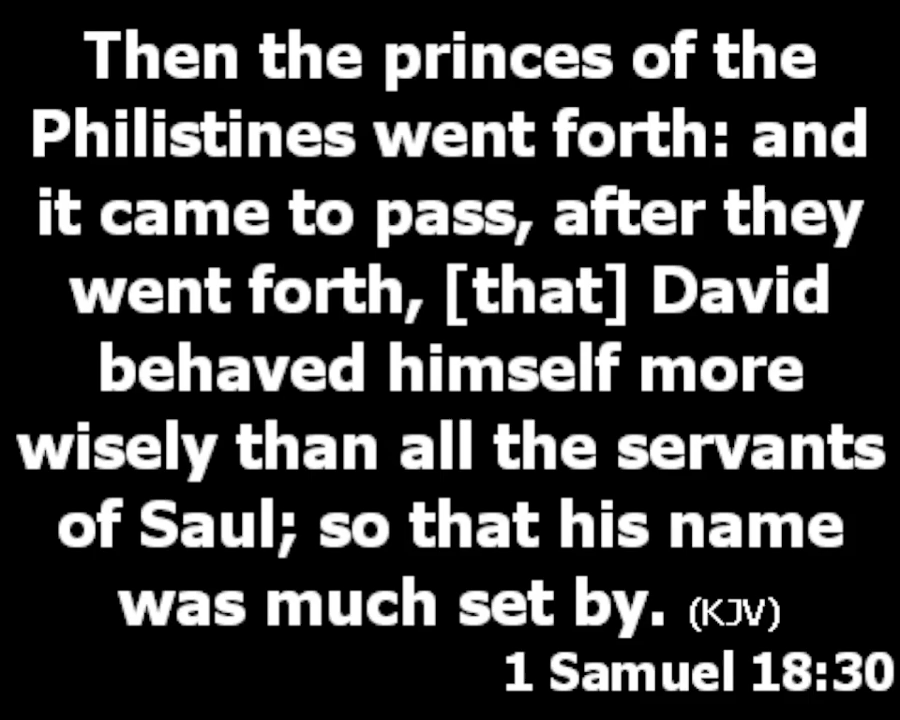 Then the princes of the
Philistines went forth: and
it came to pass, after they
went forth, [that] David
behaved himself more
wisely than all the servants
of Saul; so that his name
was much set by. (KJV)
1 Samuel 18:30